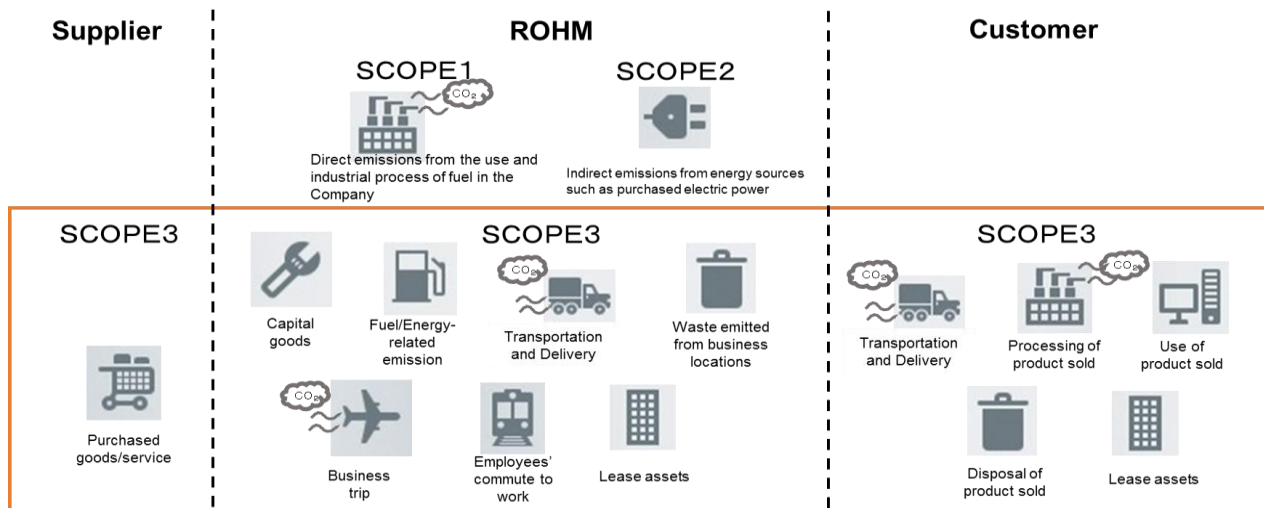 Supplier
ROHM
Customer
SCOPE1
CO₂
Direct emissions from the use and
industrial process of fuel in the
Company
SCOPE2
Indirect emissions from energy sources
such as purchased electric power
SCOPE3
Purchased
goods/service
SCOPE3
Capital
goods
Fuel/Energy-
related
emission
CO₂
Transportation
and Delivery
Waste emitted
from business
locations
CO₂
Business
trip
Employees'
commute to
work
Lease assets
SCOPE3
CO₂
Transportation
and Delivery
CO₂
Processing of
product sold
Use of
product sold
Disposal of
product sold
Lease assets